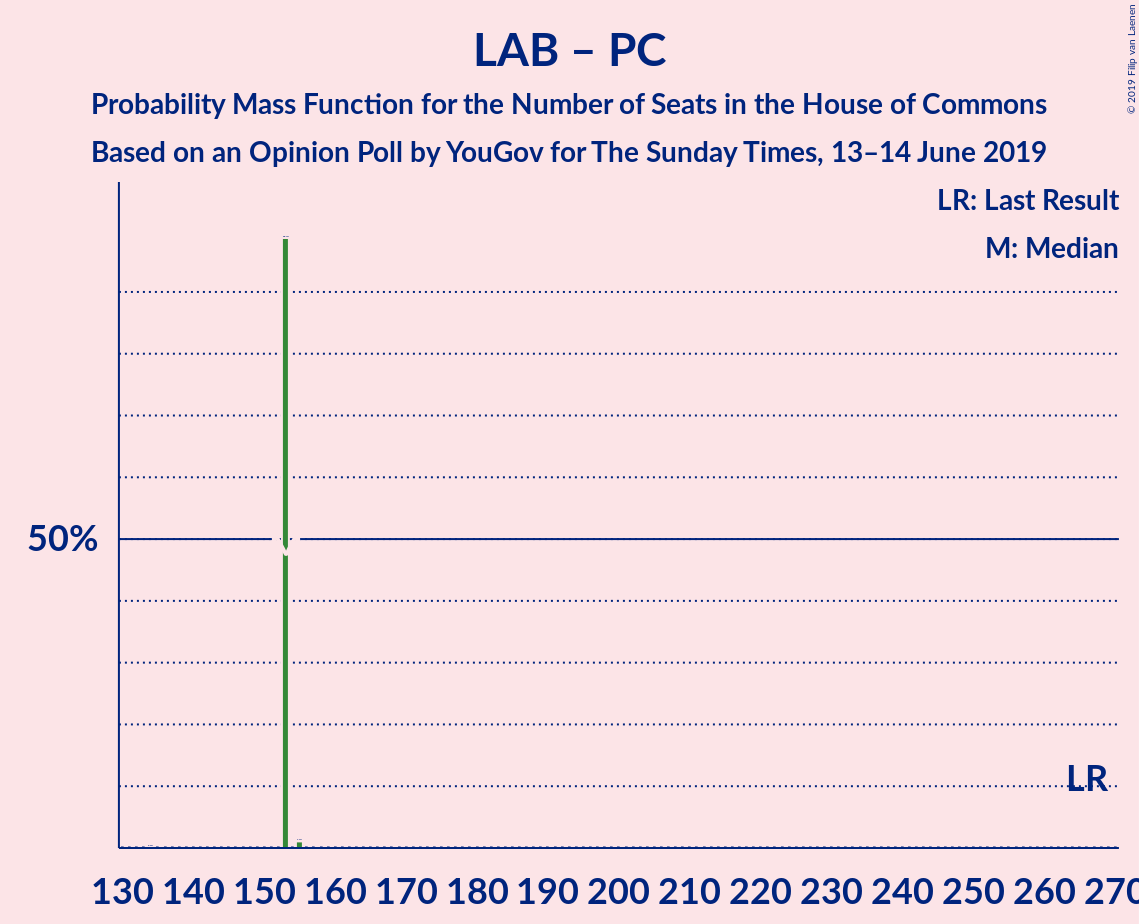 LAB – PC
Probability Mass Function for the Number of Seats in the House of Commons
Based on an Opinion Poll by YouGov for The Sunday Times, 13–14 June 2019
© 2019 Filip van Laenen
LR: Last Result
M: Median
50%
LR
130 140 150 160 170 180 190 200 210 220 230 240 250 260 270